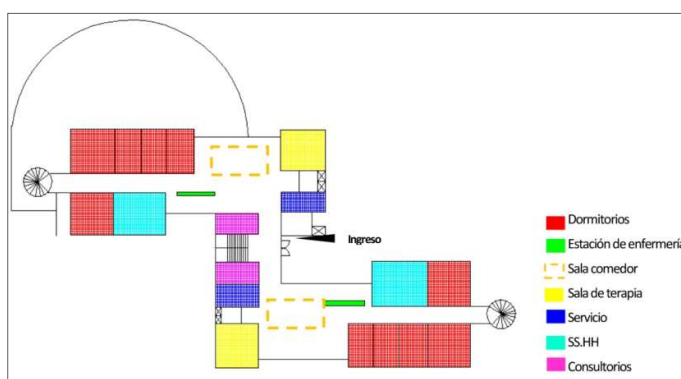 Ingreso
Dormitorios
Estación de enfermería
Sala comedor
Sala de terapia
Servicio
SS.HH
Consultorios